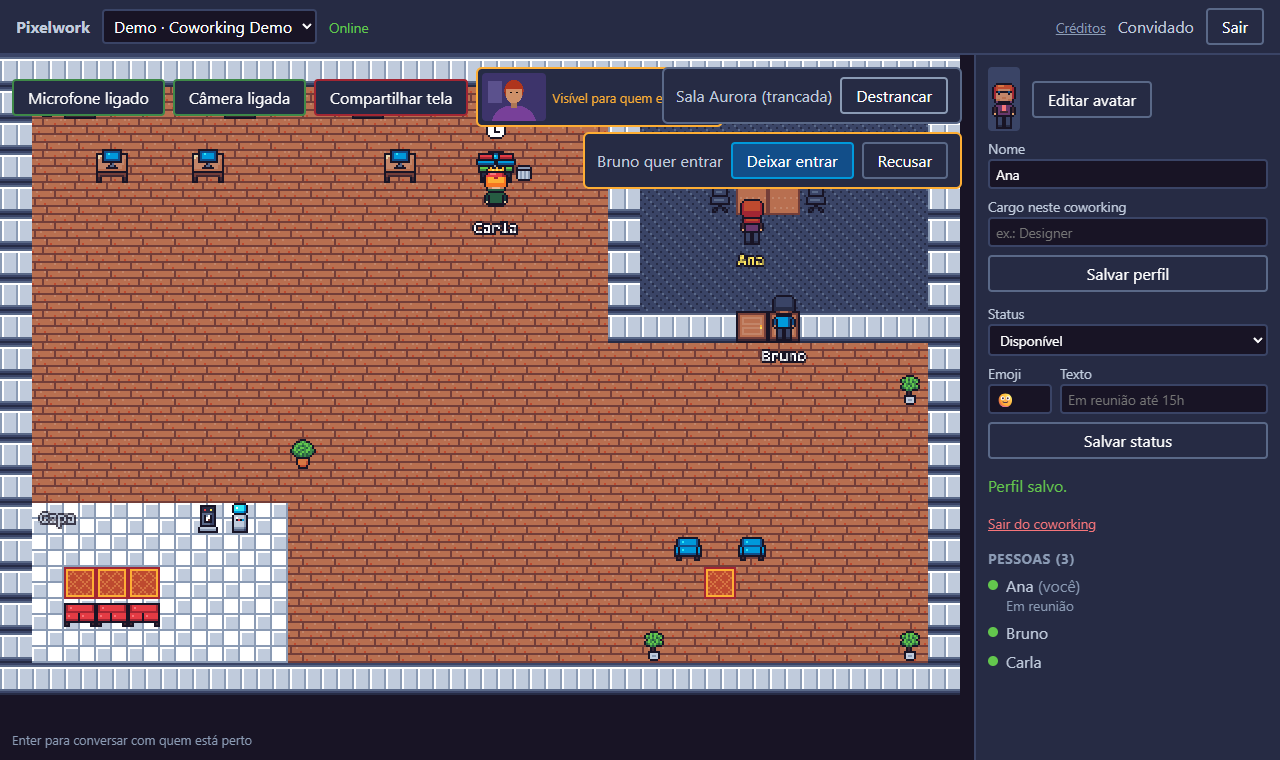 Pixelwork
Demo · Coworking Demo
Online
Créditos
Convidado
Sair
Microfone ligado
Câmera ligada
Compartilhar tela
Visível para quem e
Sala Aurora (trancada)
Destrancar
Bruno quer entrar
Deixar entrar
Recusar
Carla
Ana
Bruno
Copa
Enter para conversar com quem está perto
Editar avatar
Nome
Ana
Cargo neste coworking
ex.: Designer
Salvar perfil
Status
Disponível
Emoji
Texto
Em reunião até 15h
Salvar status
Perfil salvo.
Sair do coworking
PESSOAS (3)
Ana (você)
Em reunião
Bruno
Carla